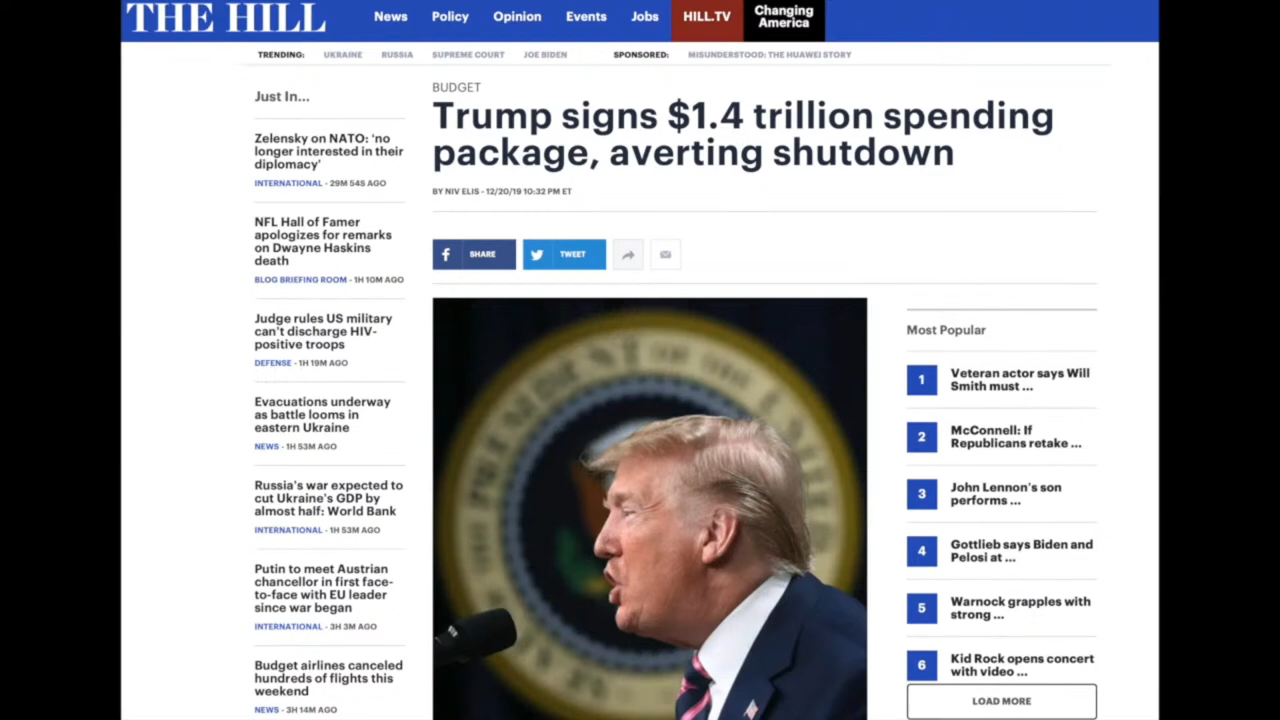 THE HILL
News
Policy
Opinion
Events
Jobs
HILL.TV
Changing
America
TRENDING:
UKRAINE
RUSSIA
SUPREME COURT
JOE BIDEN
SPONSORED:
MISUNDERSTOOD: THE HUAWEI STORY
Just In...
Zelensky on NATO: ‘no
longer interested in their
diplomacy’
INTERNATIONAL - 29M 54S AGO
NFL Hall of Famer
apologizes for remarks
on Dwayne Haskins
death
BLOG BRIEFING ROOM - 1H 10M AGO
Judge rules US military
can’t discharge HIV-
positive troops
DEFENSE - 1H 19M AGO
Evacuations underway
as battle looms in
eastern Ukraine
NEWS - 1H 53M AGO
Russia’s war expected to
cut Ukraine’s GDP by
almost half: World Bank
INTERNATIONAL - 1H 53M AGO
Putin to meet Austrian
chancellor in first face-
to-face with EU leader
since war began
INTERNATIONAL - 3H 3M AGO
Budget airlines canceled
hundreds of flights this
weekend
NEWS - 3H 14M AGO
BUDGET
Trump signs $1.4 trillion spending
package, averting shutdown
BY NIV ELIS - 12/20/19 10:32 PM ET
SHARE
TWEET
PRESIDENT OF THE
Most Popular
1
Veteran actor says Will
Smith must ...
2
McConnell: If
Republicans retake ...
3
John Lennon’s son
performs ...
4
Gottlieb says Biden and
Pelosi at ...
5
Warnock grapples with
strong ...
6
Kid Rock opens concert
with video ...
LOAD MORE